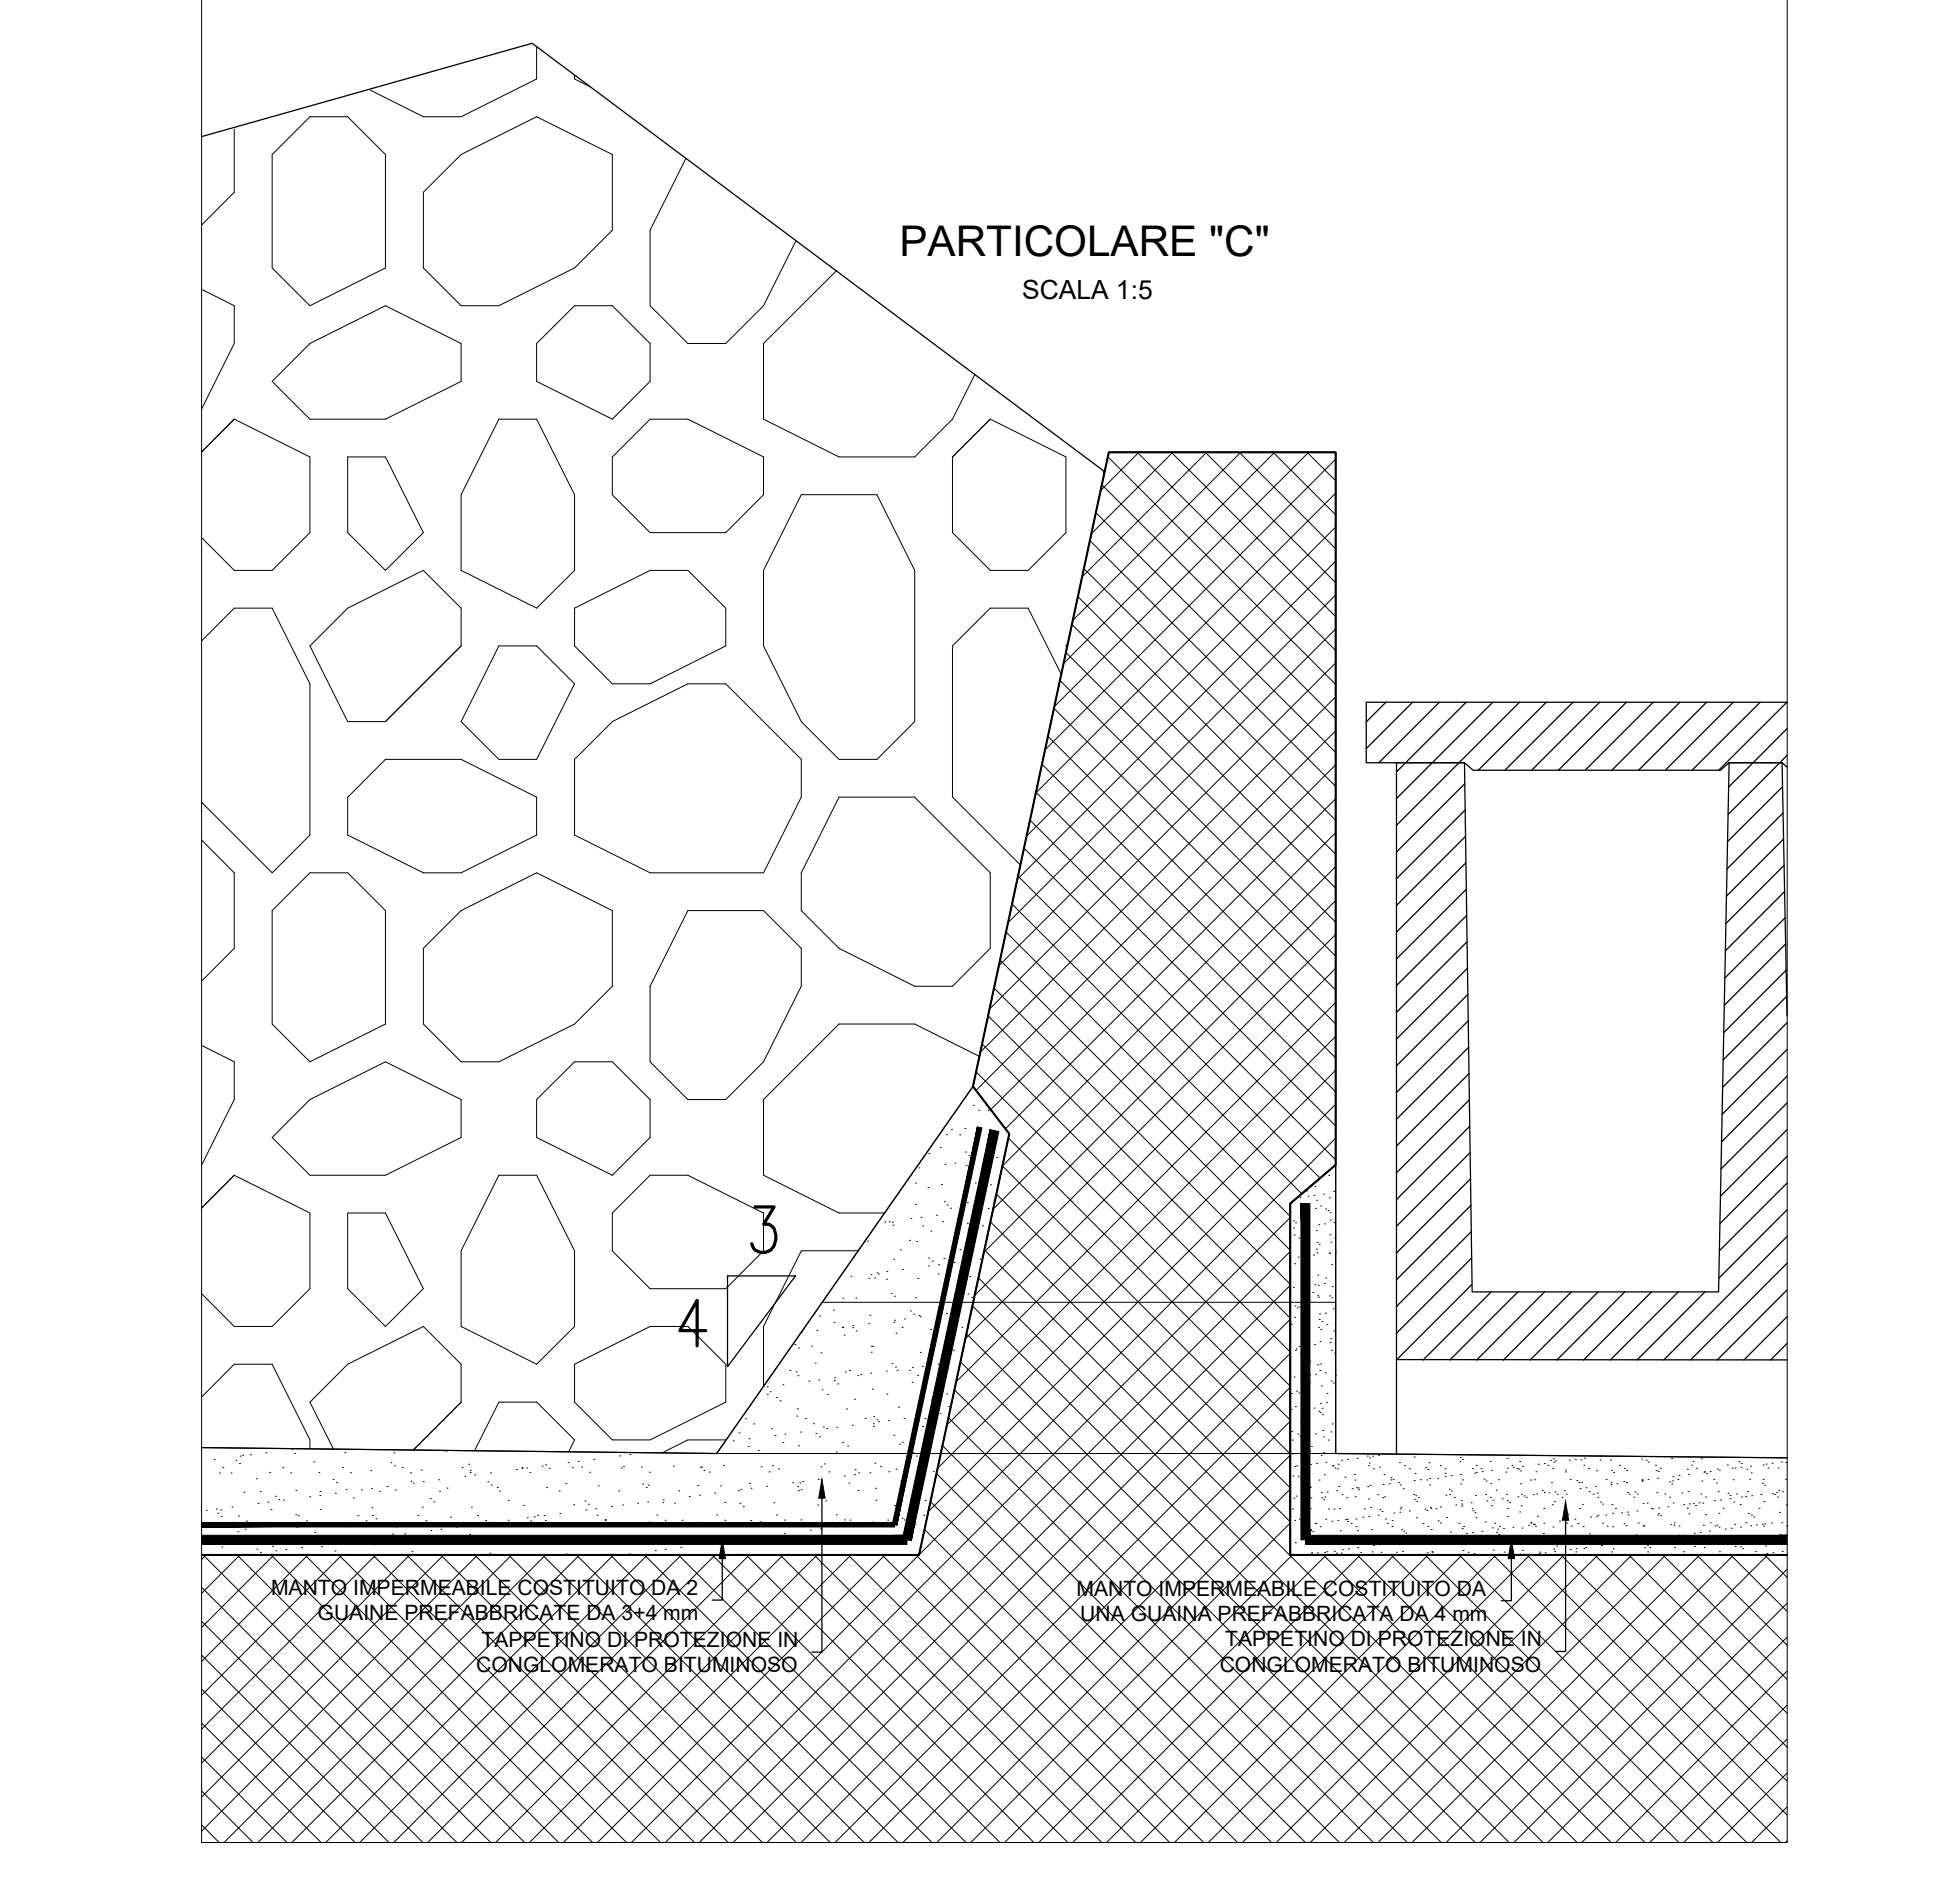 PARTICOLARE "C"
SCALA 1:5
3
4
MANTO IMPERMEABILE COSTITUITO DA 2
GUAINE PREFABBRICATE DA 3+4 mm
TAPPETINO DI PROTEZIONE IN
CONGLOMERATO BITUMINOSO
MANTO IMPERMEABILE COSTITUITO DA
UNA GUAINA PREFABBRICATA DA 4 mm
TAPPETINO DI PROTEZIONE IN
CONGLOMERATO BITUMINOSO